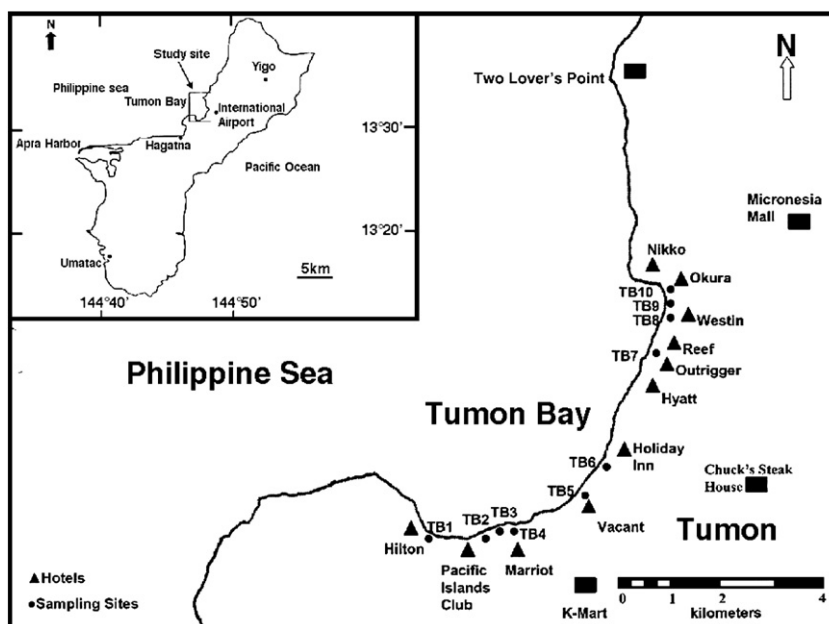 N
Study site
Yigo
Philippine sea
Tumon Bay
International
Airport
Apra Harbor
Hagatna
Pacific Ocean
Umatac
5km
13°30'
13°20'
144°40'
144°50'
N
Two Lover's Point
Micronesia
Mall
Nikko
Okura
TB10
TB9
TB8
Westin
TB7
Reef
Outrigger
Hyatt
Philippine Sea
Tumon Bay
Holiday
Inn
TB6
Chuck's Steak
House
TB5
Vacant
Tumon
TB3
TB1
TB2
TB4
Hilton
Pacific
Islands
Club
Marriot
K-Mart
Hotels
Sampling Sites
0 2 4
kilometers